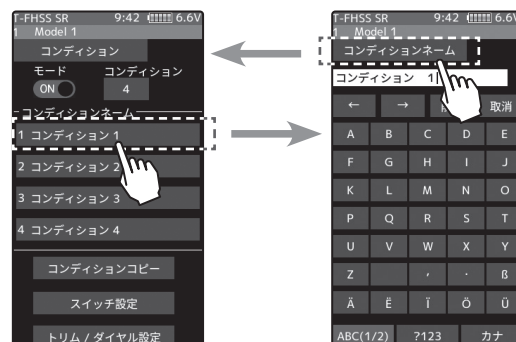 T-FHSS SR 9:42 6.6V
1 Model 1
コンディション
モード コンディション
ON 4
コンディションネーム
1 コンディション 1
2 コンディション 2
3 コンディション 3
4 コンディション 4
コンディションコピー
スイッチ設定
トリム / ダイヤル設定
T-FHSS SR 9:42 6.6V
1 Model 1
コンディションネーム
コンディション 1
← → 取消
A B C D E
F G H I J
K L M N O
P Q R S T
U V W X Y
Z , · ß
Ä Ë Ï Ö Ü
ABC(1/2) ?123 カナ